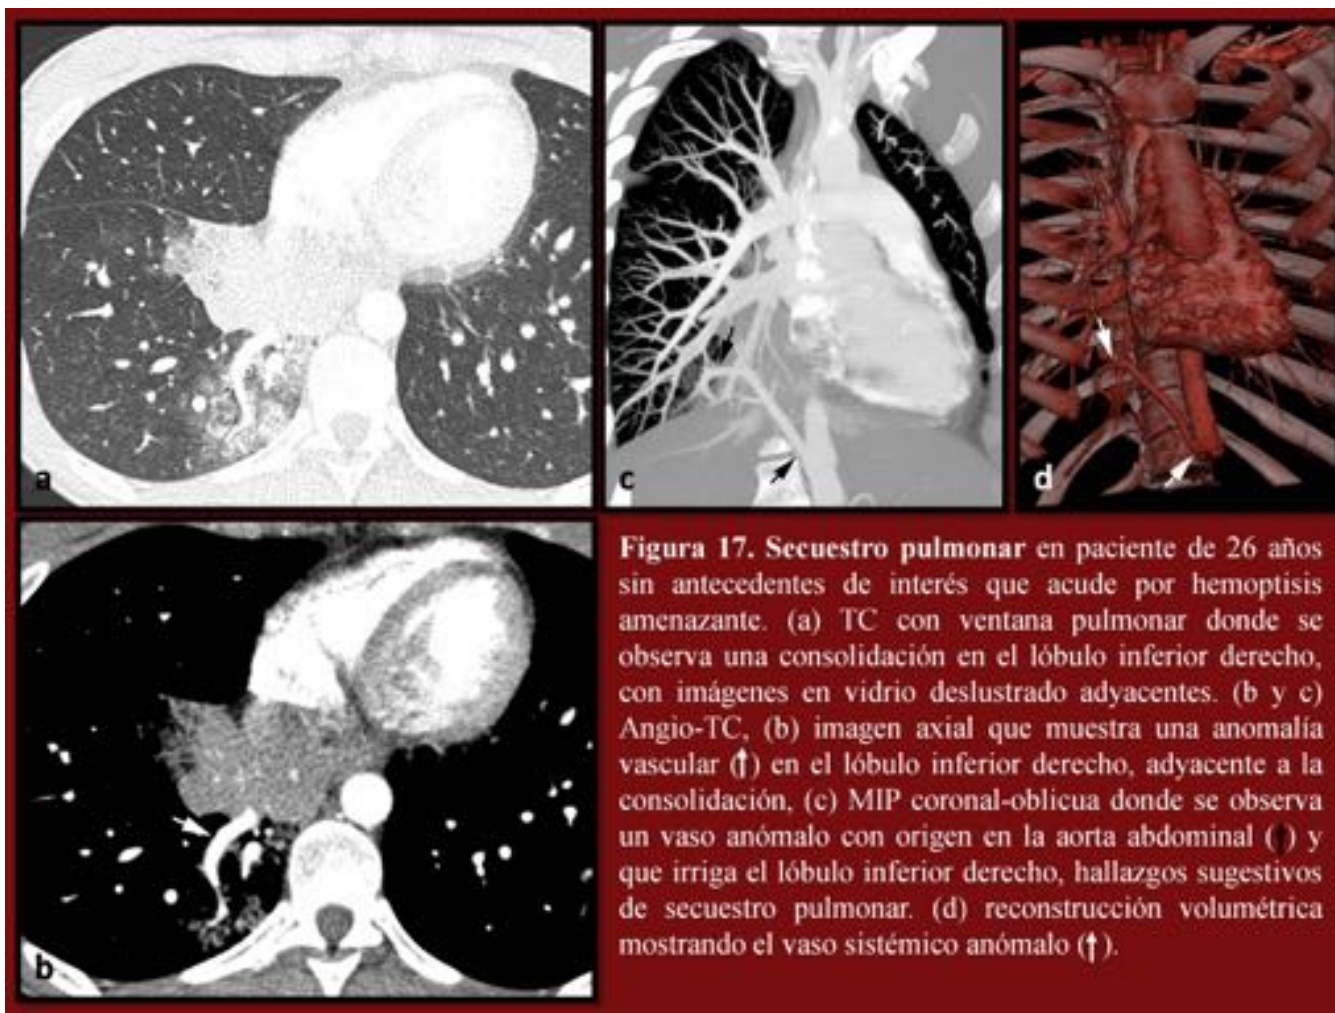 a
c
d
b
Figura 17. Secuestro pulmonar en paciente de 26 años
sin antecedentes de interés que acude por hemoptisis
amenazante. (a) TC con ventana pulmonar donde se
observa una consolidación en el lóbulo inferior derecho,
con imágenes en vidrio deslustrado adyacentes. (b y c)
Angio-TC, (b) imagen axial que muestra una anomalía
vascular (↑) en el lóbulo inferior derecho, adyacente a la
consolidación, (c) MIP coronal-oblicua donde se observa
un vaso anómalo con origen en la aorta abdominal (↑) y
que irriga el lóbulo inferior derecho, hallazgos sugestivos
de secuestro pulmonar. (d) reconstrucción volumétrica
mostrando el vaso sistémico anómalo (↑).